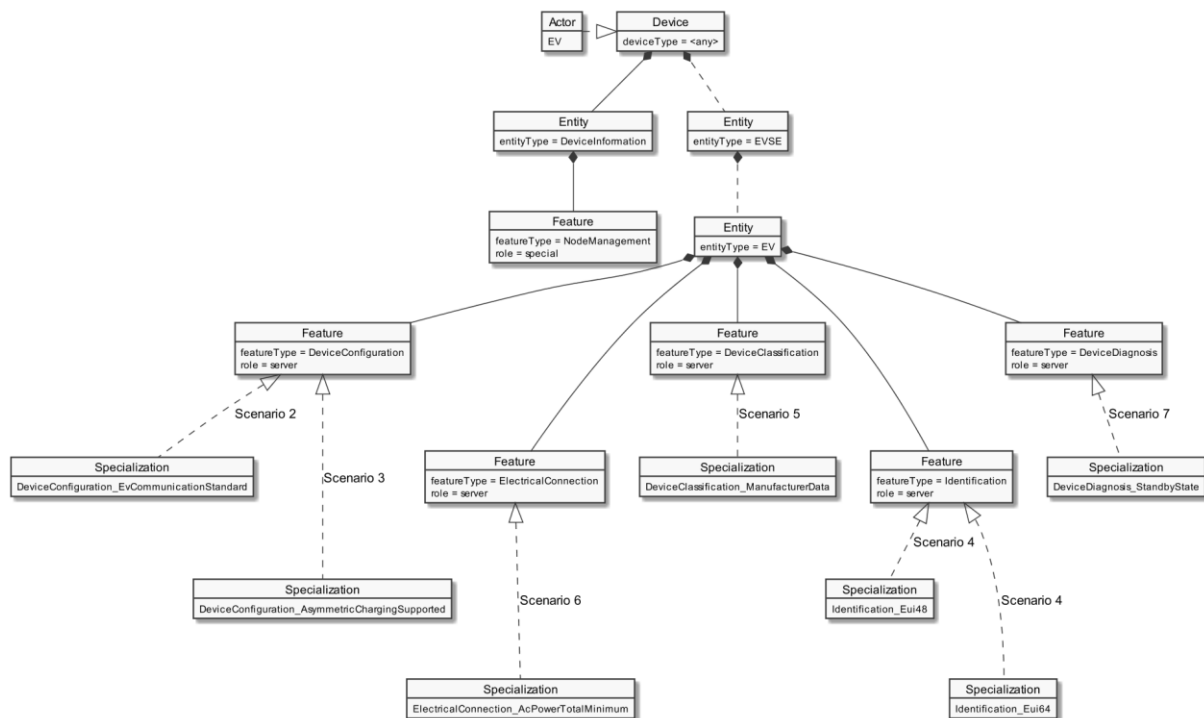 Actor
EV
Device
deviceType = <any>
Entity
entityType = DeviceInformation
Entity
entityType = EVSE
Feature
featureType = NodeManagement
role = special
Entity
entityType = EV
Feature
featureType = DeviceConfiguration
role = server
Feature
featureType = DeviceClassification
role = server
Feature
featureType = DeviceDiagnosis
role = server
Scenario 2
Scenario 5
Scenario 7
Specialization
DeviceConfiguration_EvCommunicationStandard
Scenario 3
Feature
featureType = ElectricalConnection
role = server
Specialization
DeviceClassification_ManufacturerData
Feature
featureType = Identification
role = server
Specialization
DeviceDiagnosis_StandbyState
Scenario 4
Specialization
DeviceConfiguration_AsymmetricChargingSupported
Scenario 6
Specialization
Identification_Eui48
Scenario 4
Specialization
ElectricalConnection_AcPowerTotalMinimum
Specialization
Identification_Eui64